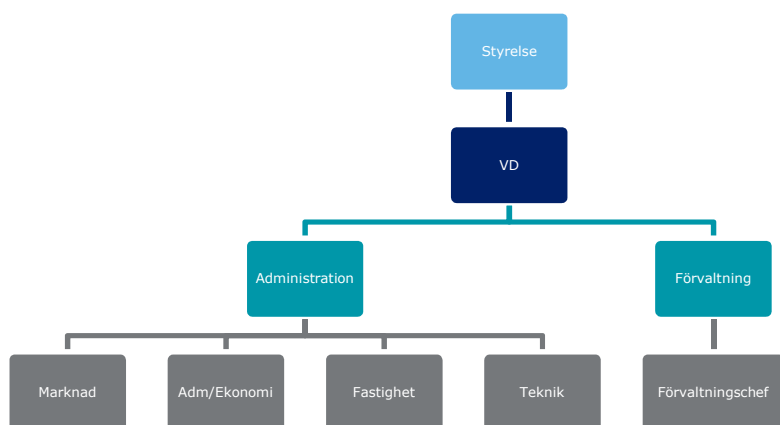 Styrelse
VD
Administration
Förvaltning
Marknad
Adm/Ekonomi
Fastighet
Teknik
Förvaltningschef